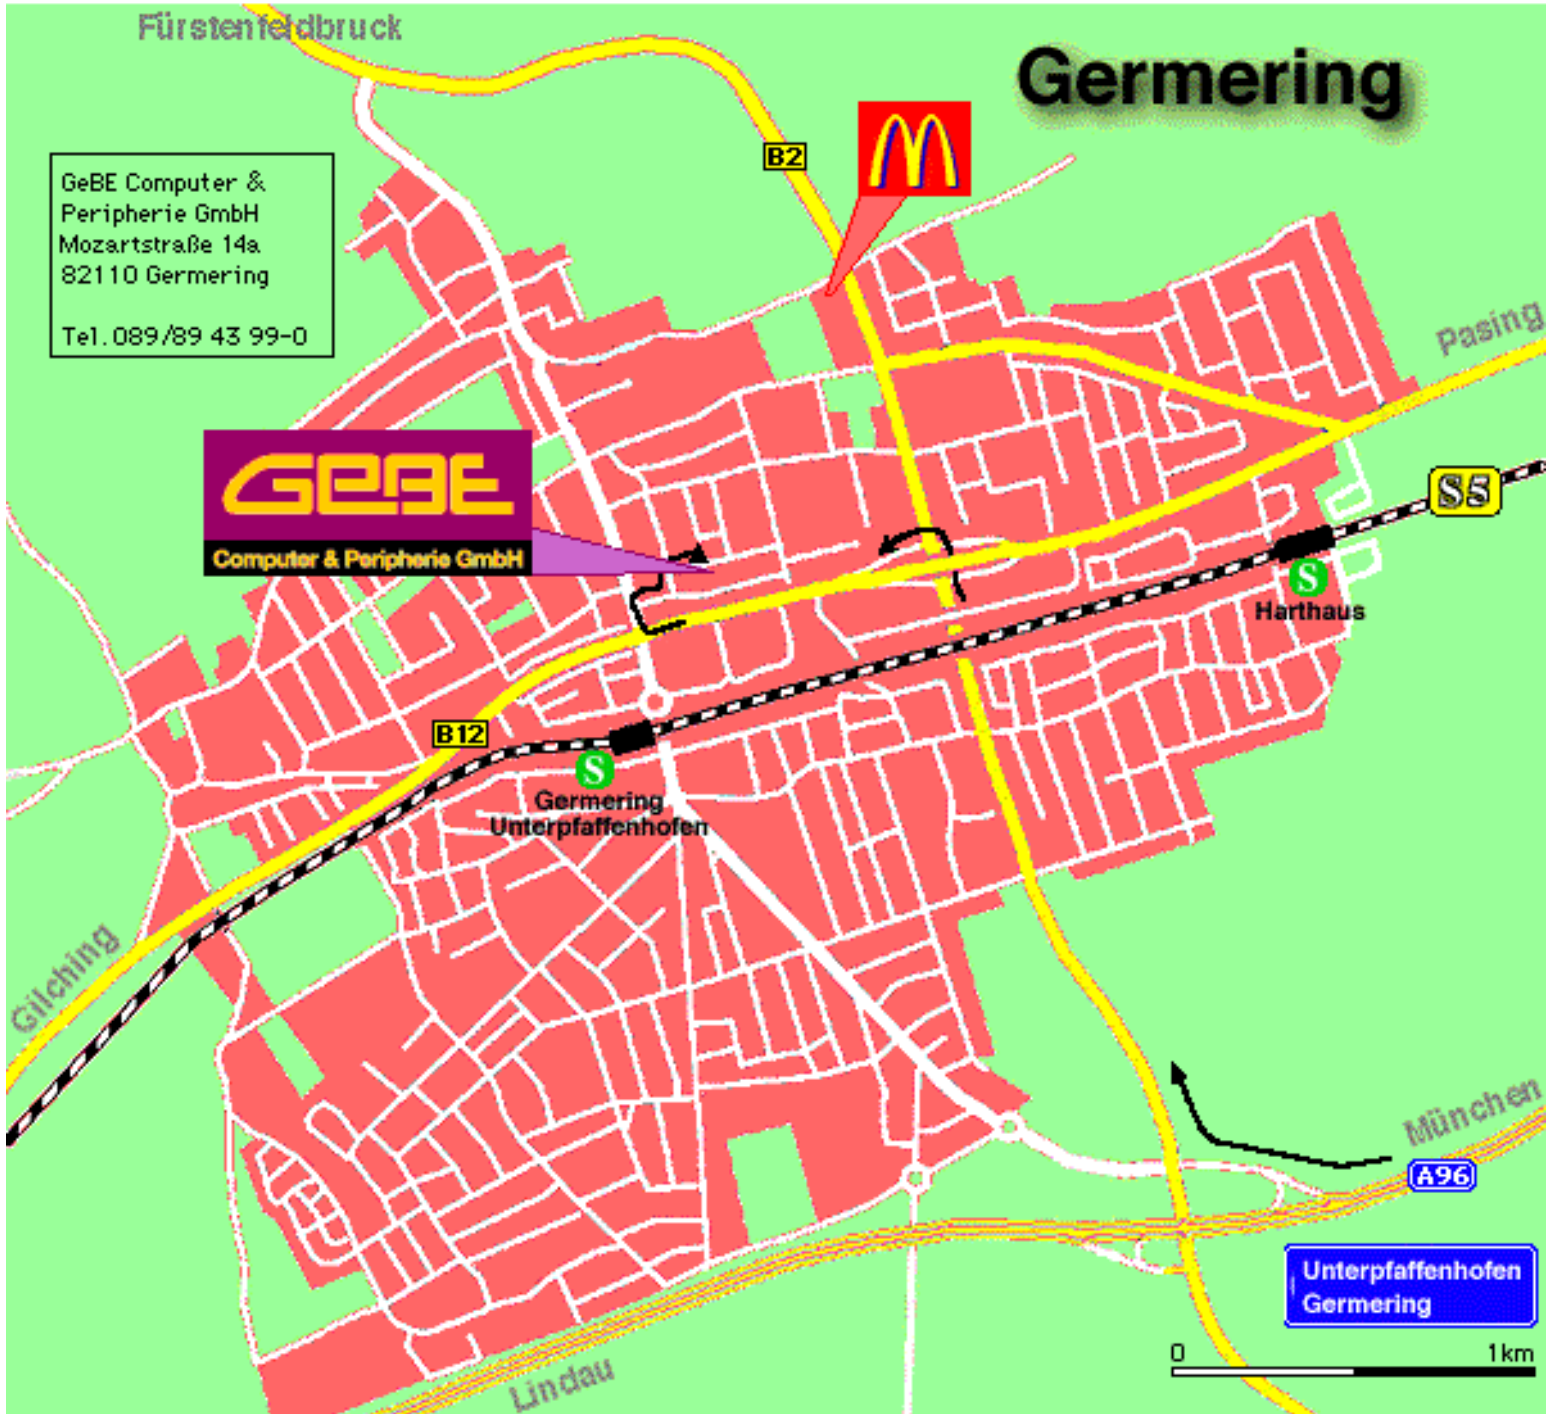 Fürstenfeldbruck
Germering
B2
GeBE Computer &
Peripherie GmbH
Mozartstraße 14a
82110 Germering
Tel. 089/89 43 99-0
Pasing
GeBE
Computer & Peripherie GmbH
S5
S
Harthaus
B12
S
Germering
Unterpfaffenhofen
Gilching
München
A96
Unterpfaffenhofen
Germering
0 1km
Lindau